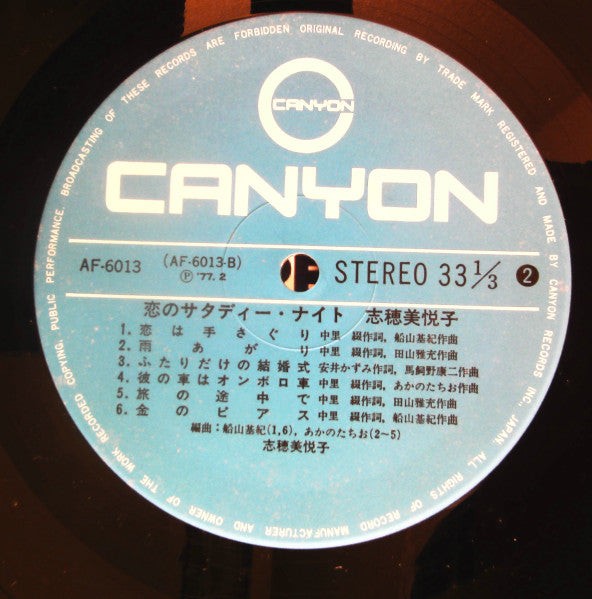 BROADCASTING OF THESE RECORDS ARE FORBIDDEN ORIGINAL RECORDING BY TRADE MARK REGISTERED AND MADE BY CANYON RECORDS INC., JAPAN ALL RIGHTS OF RECORD MANUFACTURER AND OWNER OF THE WORK RECORDED COPYING, PUBLIC PERFORMANCE,
CANYON
CANYON
AF-6013 (AF-6013-B) STEREO 33 1/3 2
Ⓟ '77. 2
恋のサタディー・ナイト 志穂美悦子
1. 恋は手さぐり 中里 綴作詞, 船山基紀作曲
2. 雨あがり 中里 綴作詞, 田山雅充作曲
3. ふたりだけの結婚式 安井かずみ作詞, 馬飼野康二作曲
4. 彼の車はオンボロ車 中里 綴作詞, あかのたちお作曲
5. 旅の途中で 中里 綴作詞, 田山雅充作曲
6. 金のピアス 中里 綴作詞, 船山基紀作曲
編曲:船山基紀(1,6), あかのたちお(2~5)
志穂美悦子